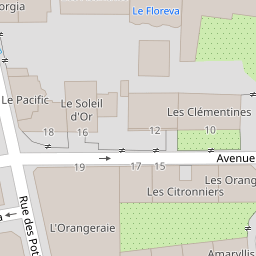 orgia
Le Floreva
Le Pacific
Le Soleil
d'Or
Les Clémentines
18
16
12
10
Avenue
19
17
15
Les Orang
Les Citronniers
a
Rue des Pot
L'Orangeraie
Amaryllis